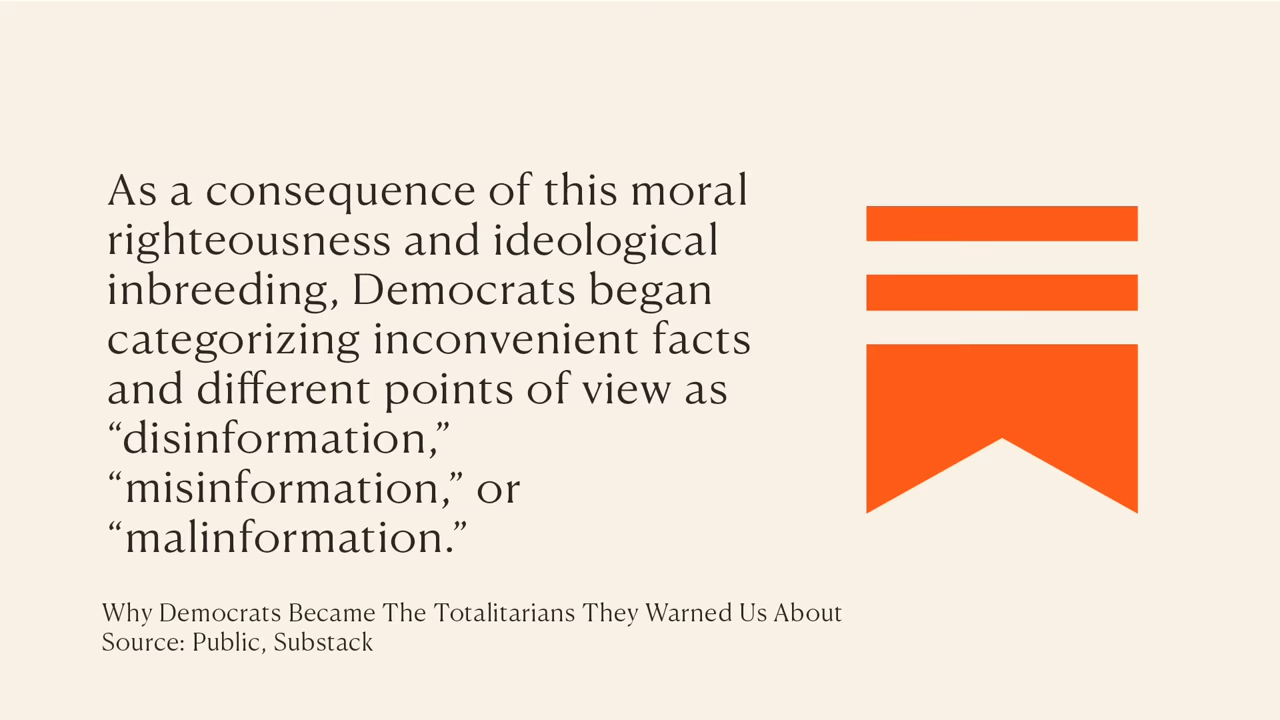 As a consequence of this moral
righteousness and ideological
inbreeding, Democrats began
categorizing inconvenient facts
and different points of view as
“disinformation,”
“misinformation,” or
“malinformation.”
Why Democrats Became The Totalitarians They Warned Us About
Source: Public, Substack